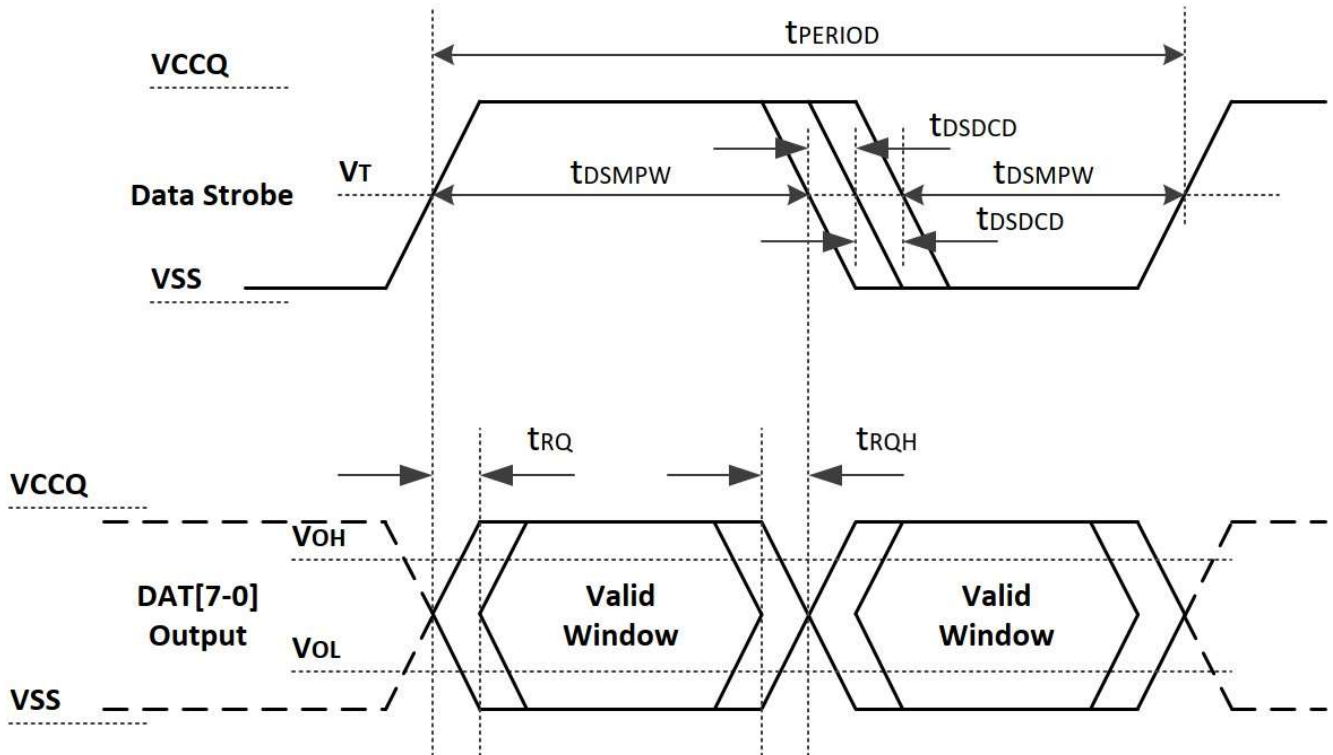 tPERIOD
VCCQ
tDSDCD
VT
tDSMPW
tDSMPW
Data Strobe
tDSDCD
VSS
tRQ
tRQH
VCCQ
VOH
DAT[7-0]
Output
Valid
Window
Valid
Window
VOL
VSS